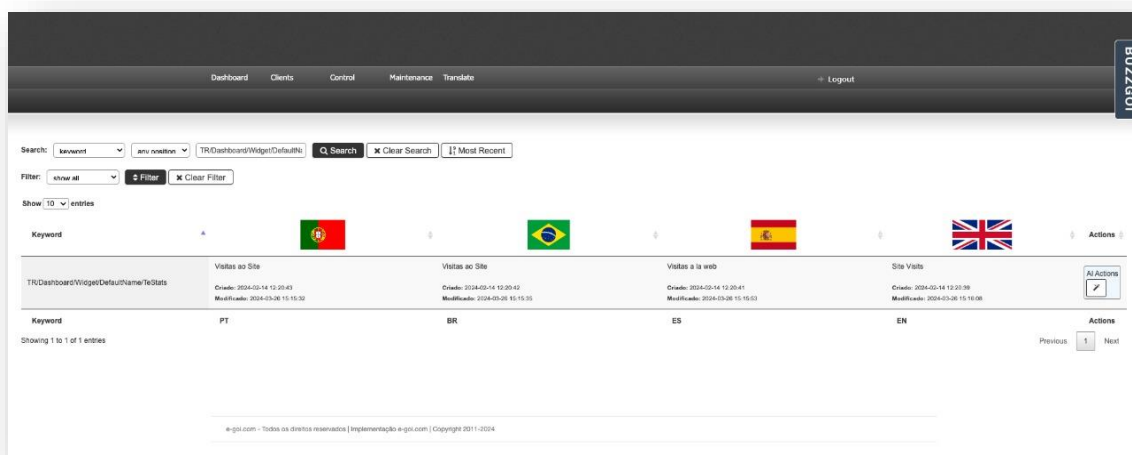 BUZZGOI
Dashboard Clients Control Maintenance Translate Logout
Search: keyword any position TR/Dashboard/Widget/DefaultNa Search Clear Search Most Recent
Filter: show all Filter Clear Filter
Show 10 entries
Keyword Actions
Visitas ao Site Visitas ao Site Visitas a la web Site Visits
TR/Dashboard/Widget/DefaultName/TeStats AI Actions
Criado: 2024-02-14 12:20:43 Criado: 2024-02-14 12:20:42 Criado: 2024-02-14 12:20:41 Criado: 2024-02-14 12:20:39
Modificado: 2024-03-26 15:15:32 Modificado: 2024-03-26 15:15:35 Modificado: 2024-03-26 15:15:53 Modificado: 2024-03-26 15:16:08
Keyword PT BR ES EN Actions
Showing 1 to 1 of 1 entries Previous 1 Next
e-goi.com - Todos os direitos reservados | Implementação e-goi.com | Copyright 2011-2024